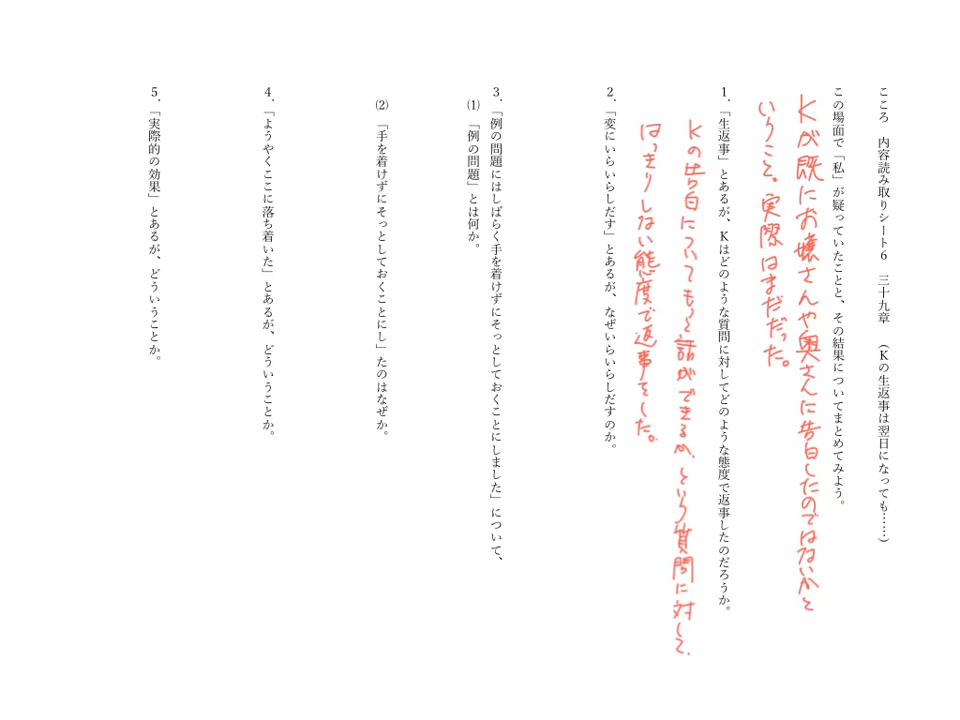 こころ　内容読み取りシート６　三十九章　（Ｋの生返事は翌日になっても……）
この場面で「私」が疑っていたことと、その結果についてまとめてみよう。
Kが既にお嬢さんや奥さんに告白したのではないかと
いうこと。実際はまだだった。
１．「生返事」とあるが、Ｋはどのような質問に対してどのような態度で返事したのだろうか。
Kの告白についてもっと話ができるか、という質問に対して、
はっきりしない態度で返事をした。
２．「変にいらいらしだす」とあるが、なぜいらいらしだすのか。
３．「例の問題にはしばらく手を着けずにそっとしておくことにしました」について、
⑴　「例の問題」とは何か。
⑵　「手を着けずにそっとしておくことにし」たのはなぜか。
４．「ようやくここに落ち着いた」とあるが、どういうことか。
５．「実際的の効果」とあるが、どういうことか。